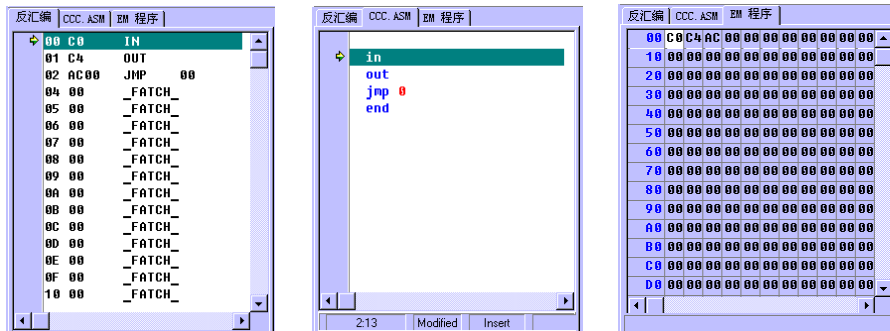 反汇编 CCC.ASM EM 程序
00 C0 IN
01 C4 OUT
02 AC00 JMP 00
04 00 _FATCH_
05 00 _FATCH_
06 00 _FATCH_
07 00 _FATCH_
08 00 _FATCH_
09 00 _FATCH_
0A 00 _FATCH_
0B 00 _FATCH_
0C 00 _FATCH_
0D 00 _FATCH_
0E 00 _FATCH_
0F 00 _FATCH_
10 00 _FATCH_
反汇编 CCC.ASM EM 程序
in
out
jmp 0
end
2:13 Modified Insert
反汇编 CCC.ASM EM 程序
00 C0 C4 AC 00 00 00 00 00 00 00 00 00
10 00 00 00 00 00 00 00 00 00 00 00 00
20 00 00 00 00 00 00 00 00 00 00 00 00
30 00 00 00 00 00 00 00 00 00 00 00 00
40 00 00 00 00 00 00 00 00 00 00 00 00
50 00 00 00 00 00 00 00 00 00 00 00 00
60 00 00 00 00 00 00 00 00 00 00 00 00
70 00 00 00 00 00 00 00 00 00 00 00 00
80 00 00 00 00 00 00 00 00 00 00 00 00
90 00 00 00 00 00 00 00 00 00 00 00 00
A0 00 00 00 00 00 00 00 00 00 00 00 00
B0 00 00 00 00 00 00 00 00 00 00 00 00
C0 00 00 00 00 00 00 00 00 00 00 00 00
D0 00 00 00 00 00 00 00 00 00 00 00 00